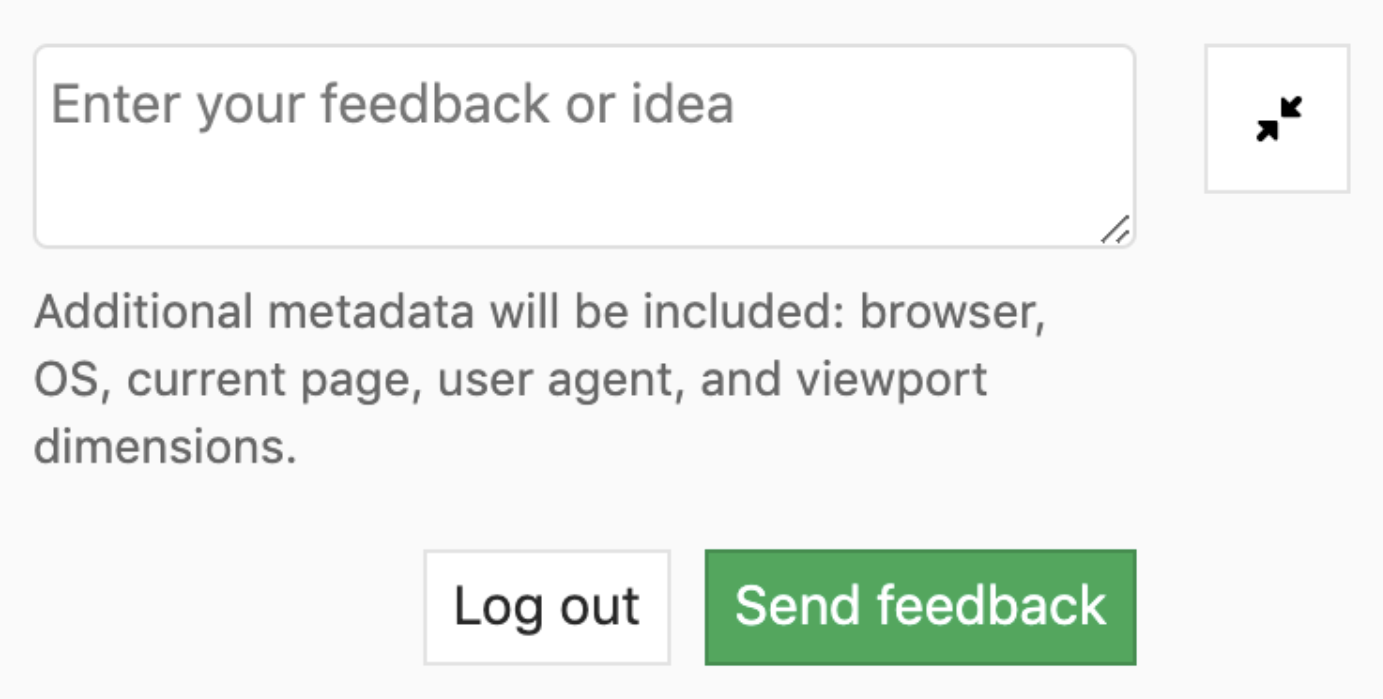 Enter your feedback or idea
Additional metadata will be included: browser,
OS, current page, user agent, and viewport
dimensions.
Log out
Send feedback